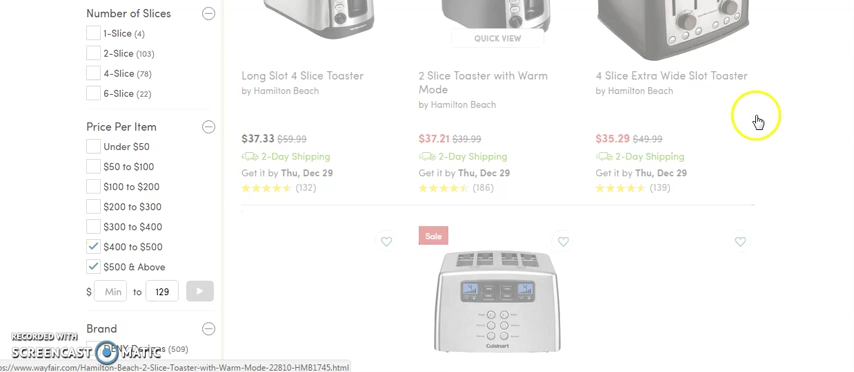 Number of Slices
1-Slice (4)
2-Slice (103)
4-Slice (78)
6-Slice (22)
Price Per Item
Under $50
$50 to $100
$100 to $200
$200 to $300
$300 to $400
$400 to $500
$500 & Above
$ Min to 129
Brand
DENY Designs (509)
QUICK VIEW
Long Slot 4 Slice Toaster
by Hamilton Beach
$37.33 $59.99
2-Day Shipping
Get it by Thu, Dec 29
(132)
2 Slice Toaster with Warm
Mode
by Hamilton Beach
$37.21 $39.99
2-Day Shipping
Get it by Thu, Dec 29
(186)
4 Slice Extra Wide Slot Toaster
by Hamilton Beach
$35.29 $49.99
2-Day Shipping
Get it by Thu, Dec 29
(139)
Sale
Cuisinart
RECORDED WITH
SCREENCAST MATIC
ps://www.wayfair.com/Hamilton-Beach-2-Slice-Toaster-with-Warm-Mode-22810-HMB1745.html